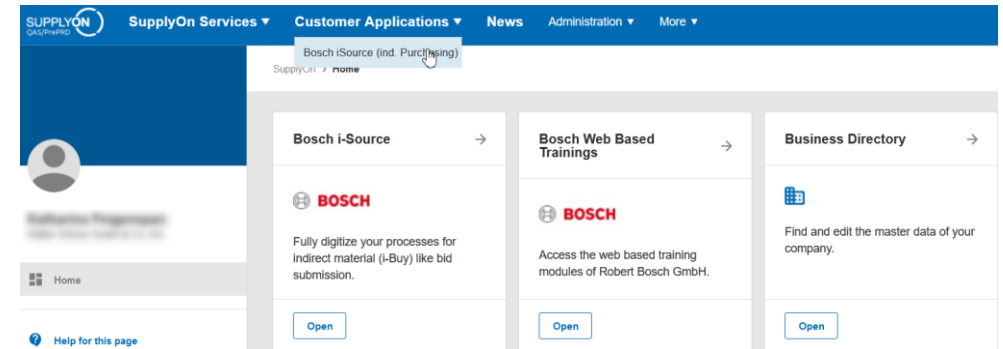 SUPPLYON
QAS/PrePRD
SupplyOn Services ▾ Customer Applications ▾ News Administration ▾ More ▾
Bosch iSource (ind. Purchasing)
SupplyOn > Home
Bosch i-Source →
BOSCH
Fully digitize your processes for
indirect material (i-Buy) like bid
submission.
Open
Bosch Web Based
Trainings →
BOSCH
Access the web based training
modules of Robert Bosch GmbH.
Open
Business Directory →
Find and edit the master data of your
company.
Open
Home
Help for this page